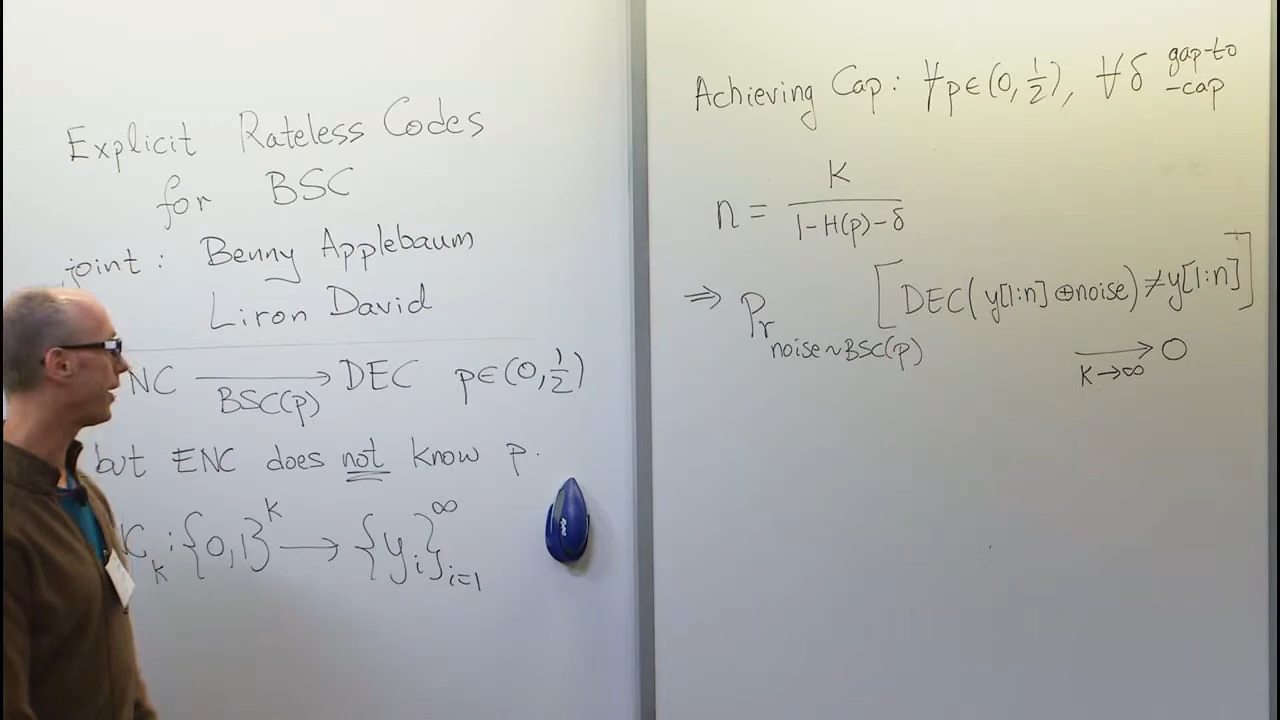 Explicit Rateless Codes
for BSC
joint: Benny Applebaum
Liron David
NC ⟶ DEC p∈(0,½)
BSC(p)
but ENC does not know p.
C_k:{0,1}^k ⟶ {y_i}_{i=1}^∞
Achieving Cap: ∀p∈(0,½), ∀δ gap-to-cap
n = K / (1-H(p)-δ)
⇒ Pr_{noise~BSC(p)} [DEC(y[1:n]⊕noise)≠y[1:n]]
⟶ 0
K→∞